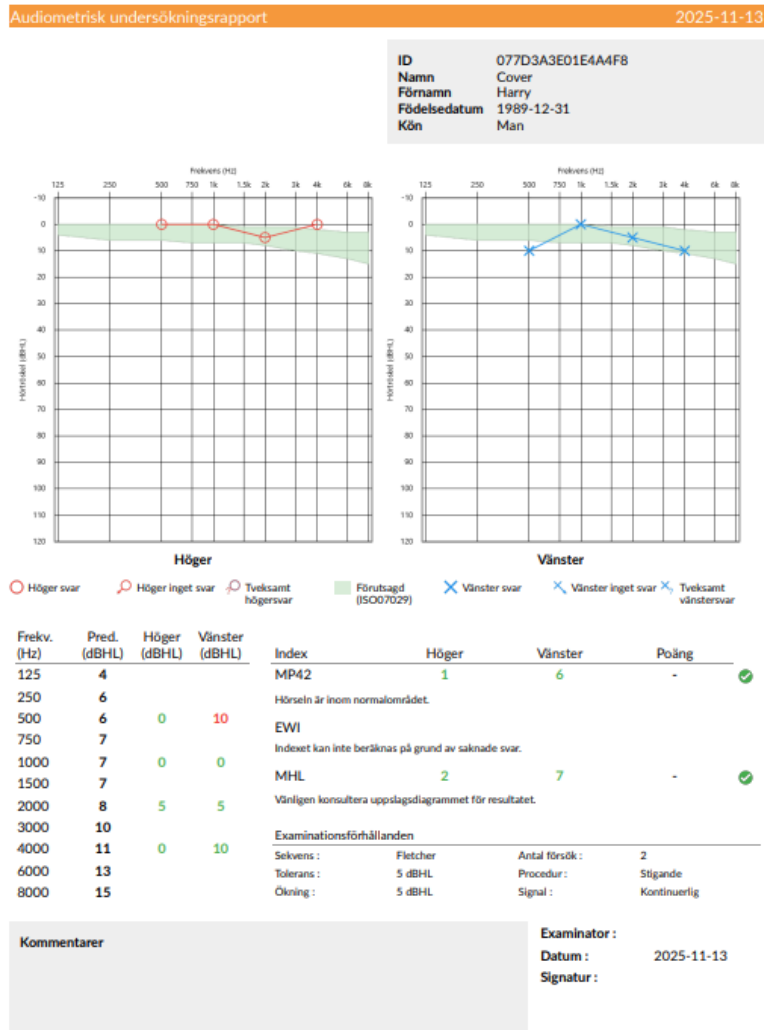 Audiometrisk undersökningsrapport 2025-11-13
ID 077D3A3E01E4A4F8
Namn Cover
Förnamn Harry
Födelsedatum 1989-12-31
Kön Man
Frekvens (Hz)
125 250 500 750 1k 1.5k 2k 3k 4k 6k 8k
-10
0
10
20
30
40
50
60
70
80
90
100
110
120
Hörtröskel (dBHL)
Höger
Frekvens (Hz)
125 250 500 750 1k 1.5k 2k 3k 4k 6k 8k
-10
0
10
20
30
40
50
60
70
80
90
100
110
120
Hörtröskel (dBHL)
Vänster
Höger svar
Höger inget svar
Tveksamt
högersvar
Förutsagd
(ISO07029)
Vänster svar
Vänster inget svar
Tveksamt
vänstersvar
Frekv. Pred. Höger Vänster
(Hz) (dBHL) (dBHL) (dBHL)
125 4
250 6
500 6 0 10
750 7
1000 7 0 0
1500 7
2000 8 5 5
3000 10
4000 11 0 10
6000 13
8000 15
Index Höger Vänster Poäng
MP42 1 6 -
Hörseln är inom normalområdet.
EWI
Indexet kan inte beräknas på grund av saknade svar.
MHL 2 7 -
Vänligen konsultera uppslagsdiagrammet för resultatet.
Examinationsförhållanden
Sekvens : Fletcher Antal försök : 2
Tolerans : 5 dBHL Procedur : Stigande
Ökning : 5 dBHL Signal : Kontinuerlig
Kommentarer
Examinator :
Datum : 2025-11-13
Signatur :